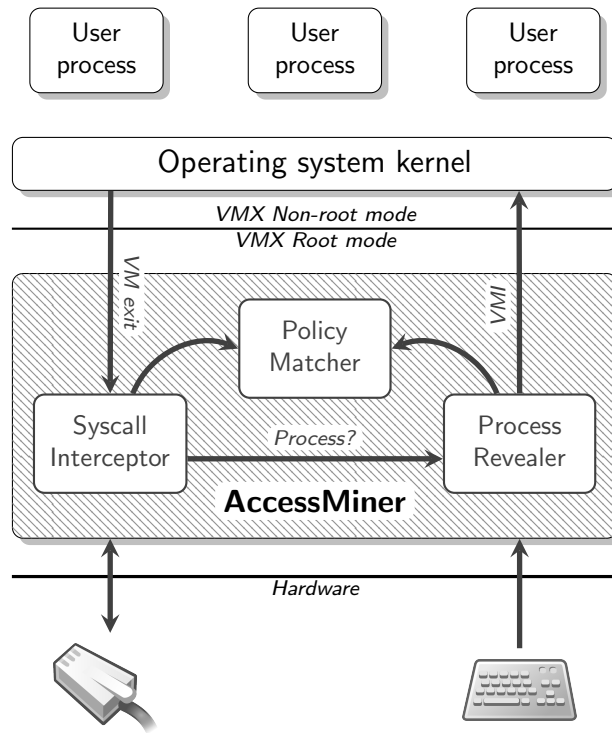 User
process
User
process
User
process
Operating system kernel
VMX Non-root mode
VMX Root mode
VM exit
VMI
Policy
Matcher
Syscall
Interceptor
Process?
Process
Revealer
AccessMiner
Hardware